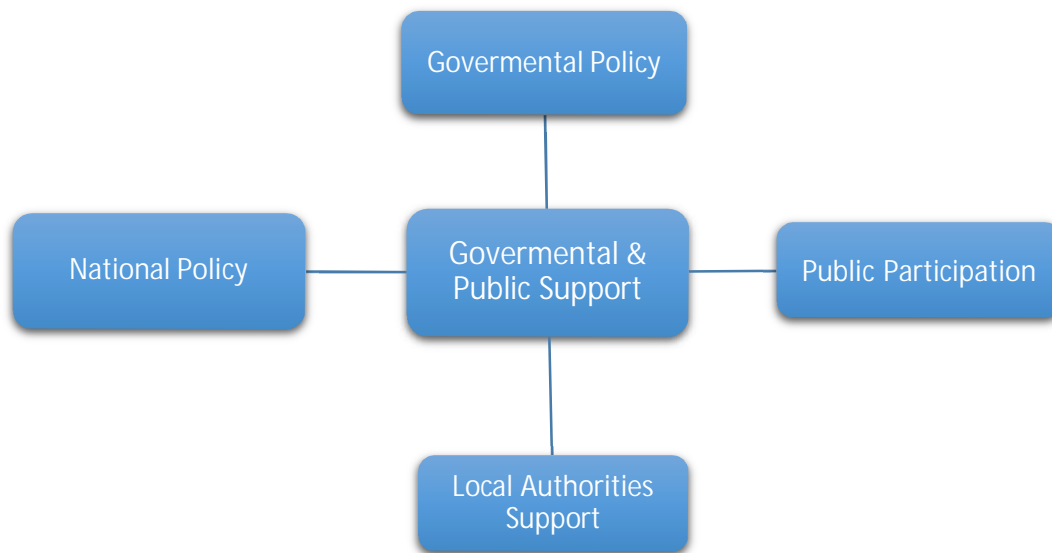 Govermental Policy
National Policy
Govermental &
Public Support
Public Participation
Local Authorities
Support